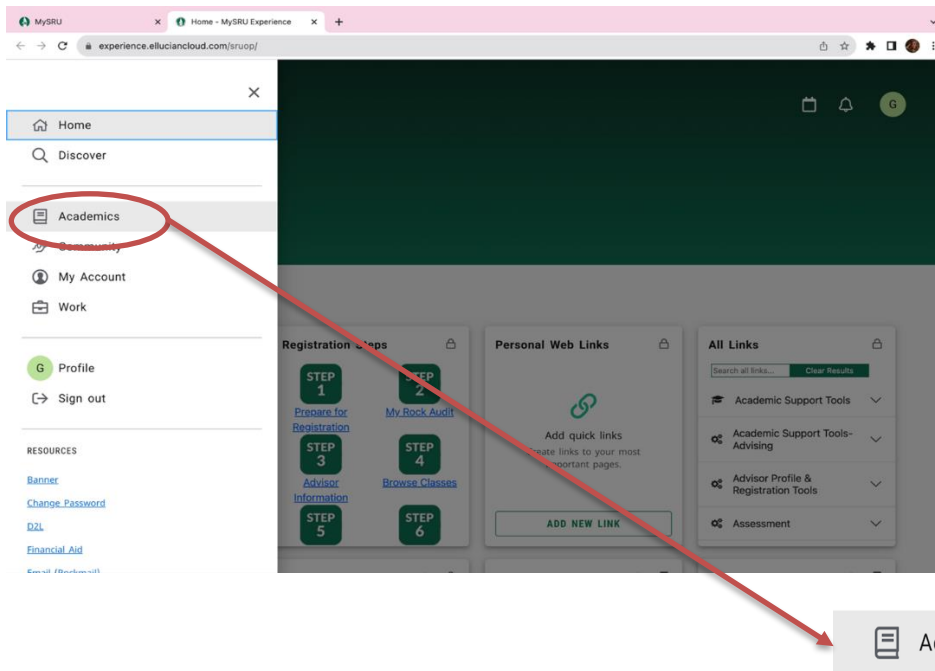 MySRU
Home - MySRU Experience
experience.elluciancloud.com/sruop/
G
Home
Discover
Academics
Community
My Account
Work
G Profile
Sign out
RESOURCES
Banner
Change Password
D2L
Financial Aid
Email (Rockmail)
Registration Steps
STEP 1
STEP 2
Prepare for Registration
My Rock Audit
STEP 3
STEP 4
Advisor Information
Browse Classes
STEP 5
STEP 6
Personal Web Links
Add quick links
Create links to your most
important pages.
ADD NEW LINK
All Links
Search all links...
Clear Results
Academic Support Tools
Academic Support Tools-
Advising
Advisor Profile &
Registration Tools
Assessment